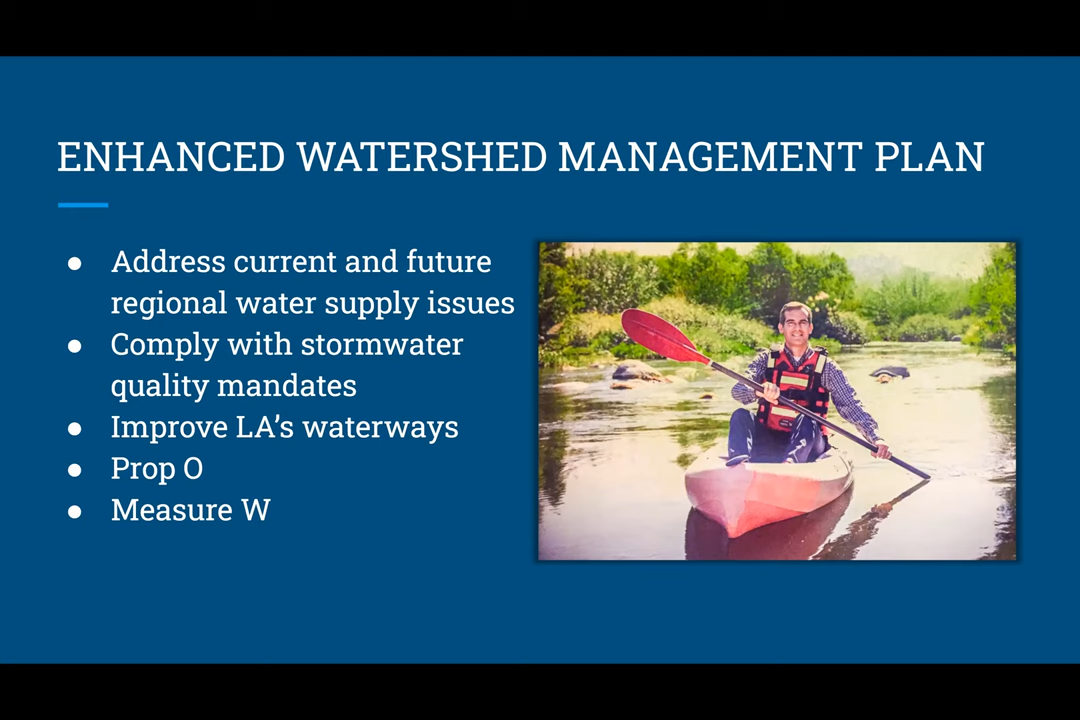 ENHANCED WATERSHED MANAGEMENT PLAN
● Address current and future
regional water supply issues
● Comply with stormwater
quality mandates
● Improve LA’s waterways
● Prop O
● Measure W